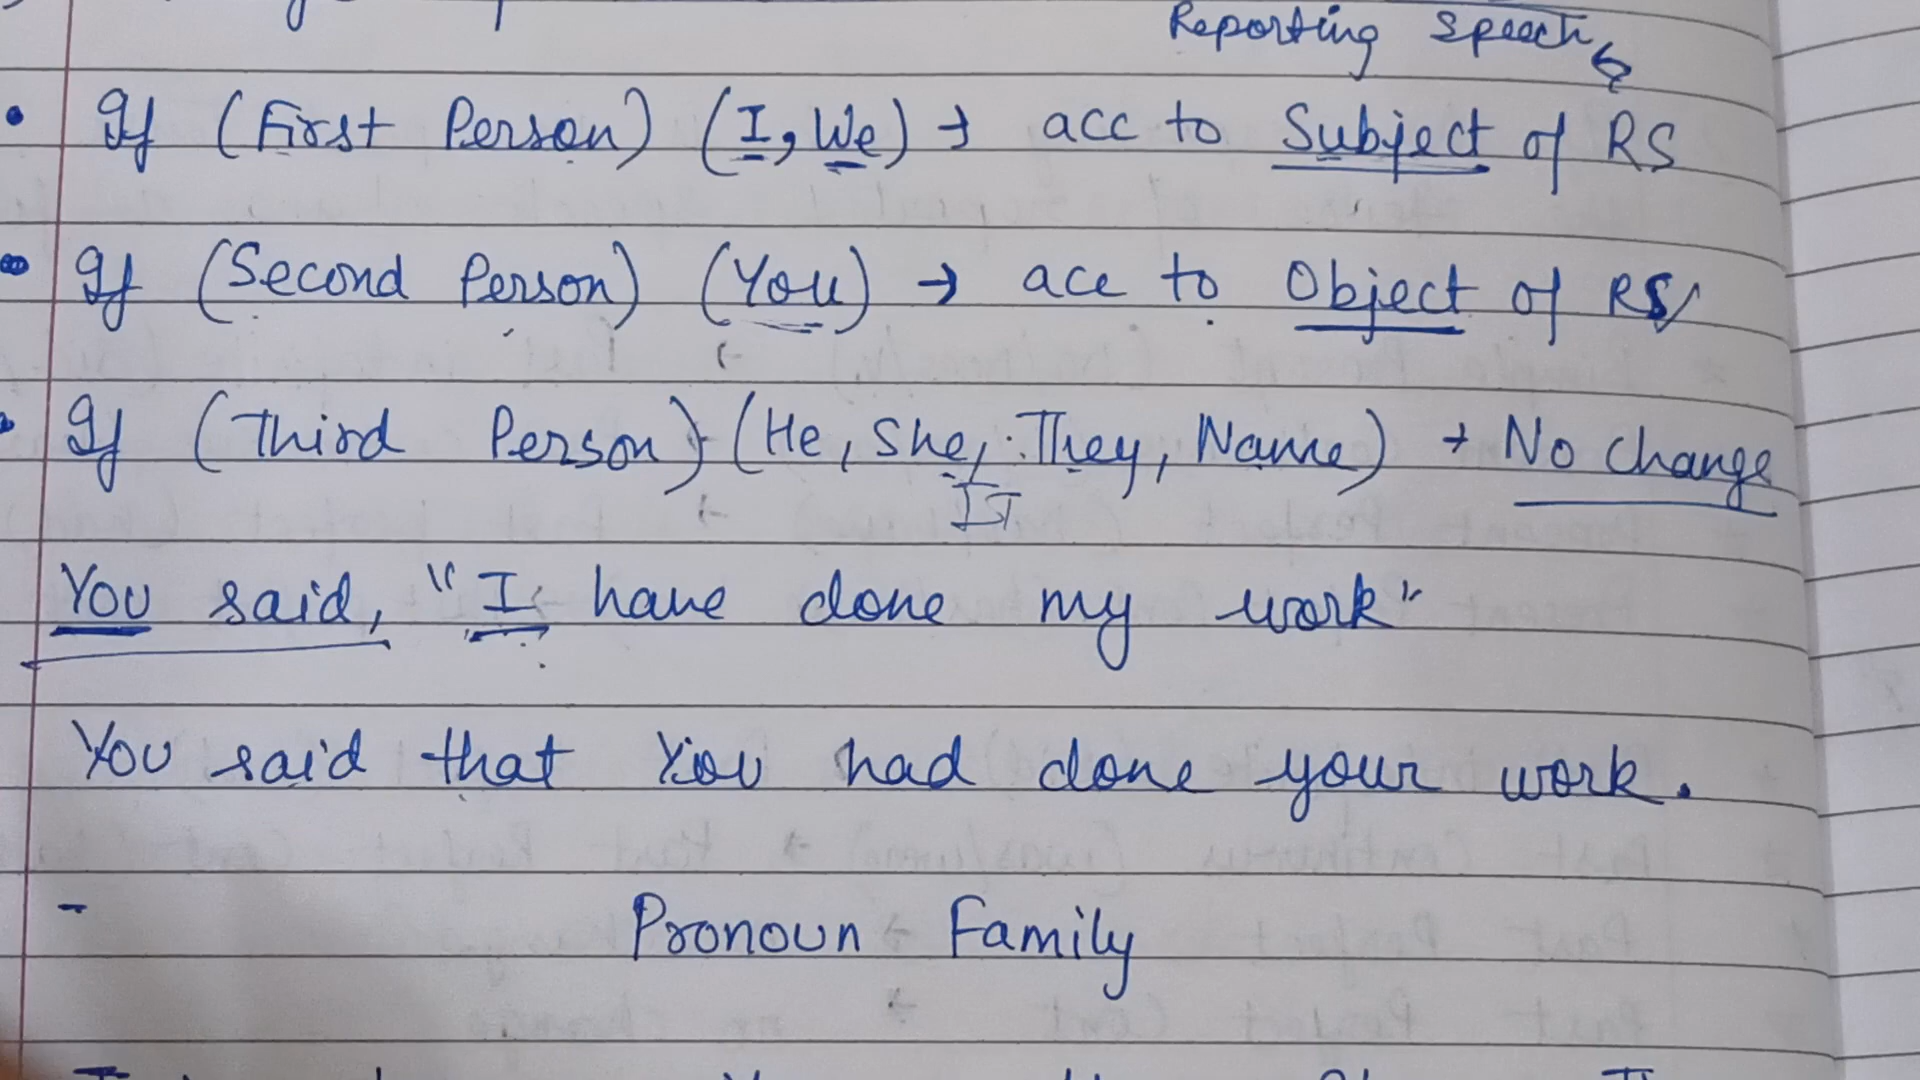 Reporting Speech
• If (First Person) (I, We) → acc to Subject of RS
• If (Second Person) (You) → acc to Object of RS
• If (Third Person) (He, She, They, Name) → No change
IT
You said, "I have done my work"
You said that You had done your work.
- Pronoun Family